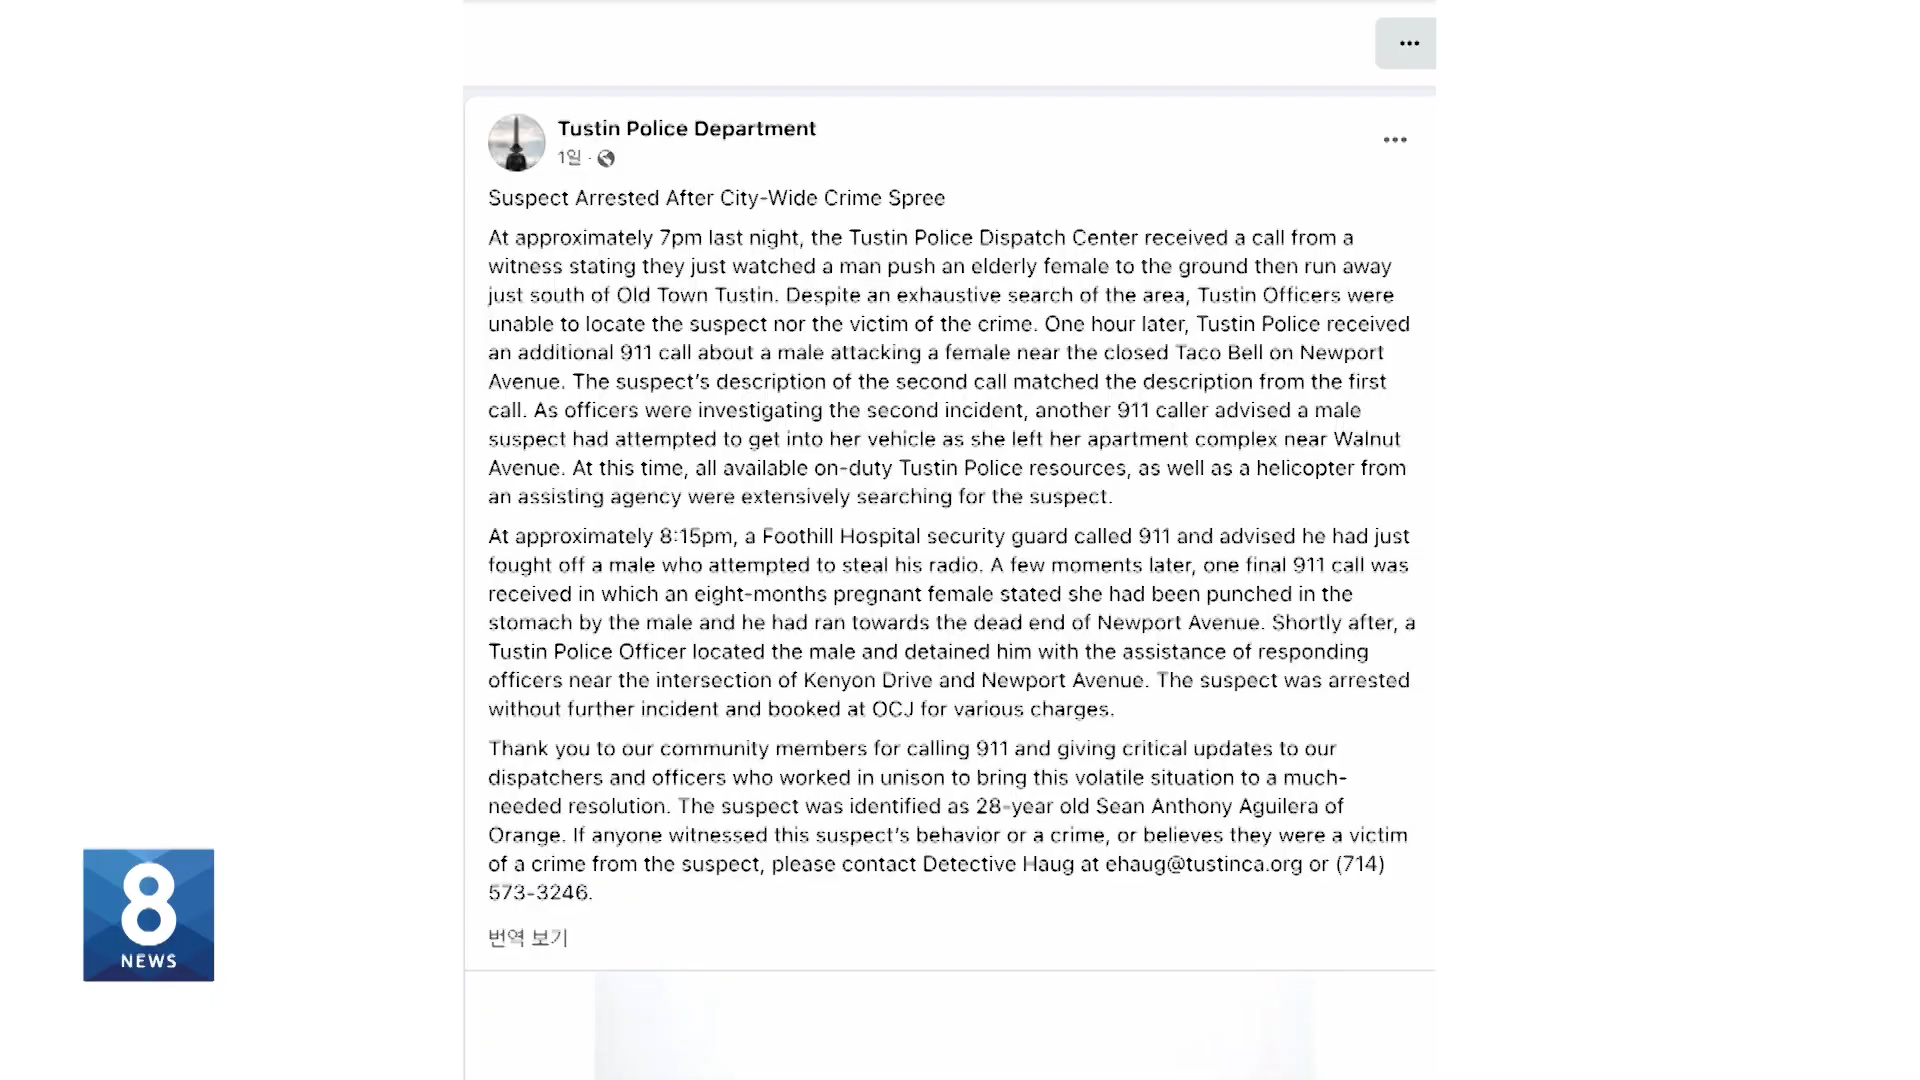 Tustin Police Department
1일 ·
Suspect Arrested After City-Wide Crime Spree
At approximately 7pm last night, the Tustin Police Dispatch Center received a call from a
witness stating they just watched a man push an elderly female to the ground then run away
just south of Old Town Tustin. Despite an exhaustive search of the area, Tustin Officers were
unable to locate the suspect nor the victim of the crime. One hour later, Tustin Police received
an additional 911 call about a male attacking a female near the closed Taco Bell on Newport
Avenue. The suspect's description of the second call matched the description from the first
call. As officers were investigating the second incident, another 911 caller advised a male
suspect had attempted to get into her vehicle as she left her apartment complex near Walnut
Avenue. At this time, all available on-duty Tustin Police resources, as well as a helicopter from
an assisting agency were extensively searching for the suspect.
At approximately 8:15pm, a Foothill Hospital security guard called 911 and advised he had just
fought off a male who attempted to steal his radio. A few moments later, one final 911 call was
received in which an eight-months pregnant female stated she had been punched in the
stomach by the male and he had ran towards the dead end of Newport Avenue. Shortly after, a
Tustin Police Officer located the male and detained him with the assistance of responding
officers near the intersection of Kenyon Drive and Newport Avenue. The suspect was arrested
without further incident and booked at OCJ for various charges.
Thank you to our community members for calling 911 and giving critical updates to our
dispatchers and officers who worked in unison to bring this volatile situation to a much-
needed resolution. The suspect was identified as 28-year old Sean Anthony Aguilera of
Orange. If anyone witnessed this suspect's behavior or a crime, or believes they were a victim
of a crime from the suspect, please contact Detective Haug at ehaug@tustinca.org or (714)
573-3246.
번역 보기
8
NEWS